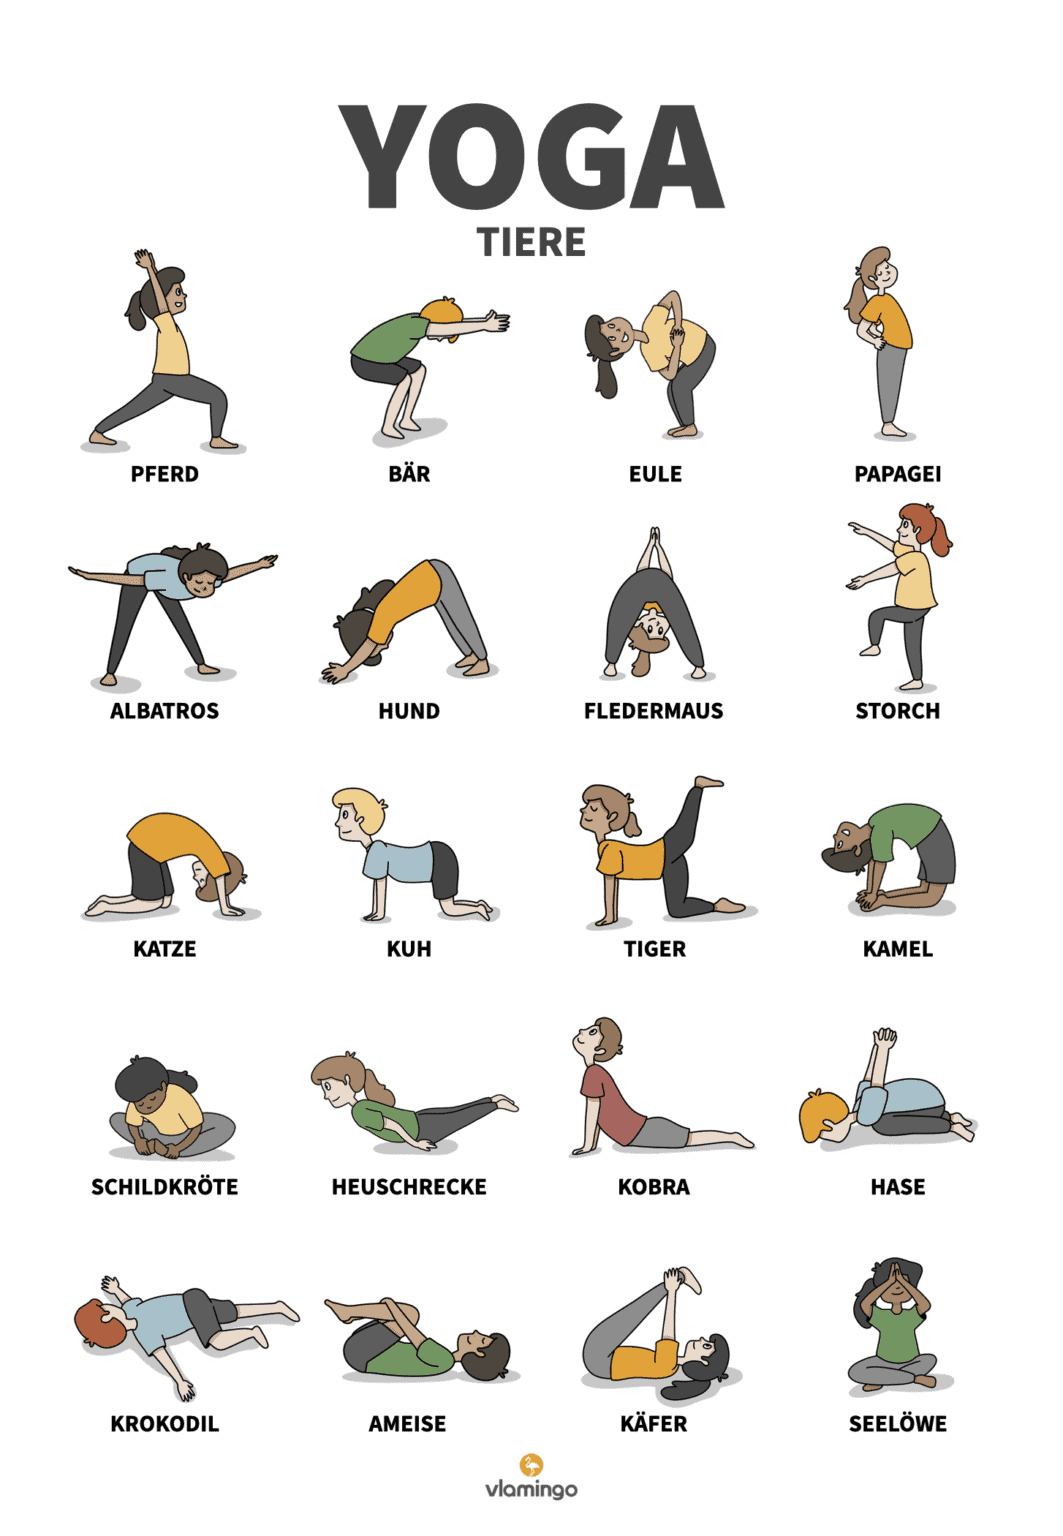 YOGA
TIERE
PFERD
BÄR
EULE
PAPAGEI
ALBATROS
HUND
FLEDERMAUS
STORCH
KATZE
KUH
TIGER
KAMEL
SCHILDKRÖTE
HEUSCHRECKE
KOBRA
HASE
KROKODIL
AMEISE
KÄFER
SEELÖWE
vlamingo